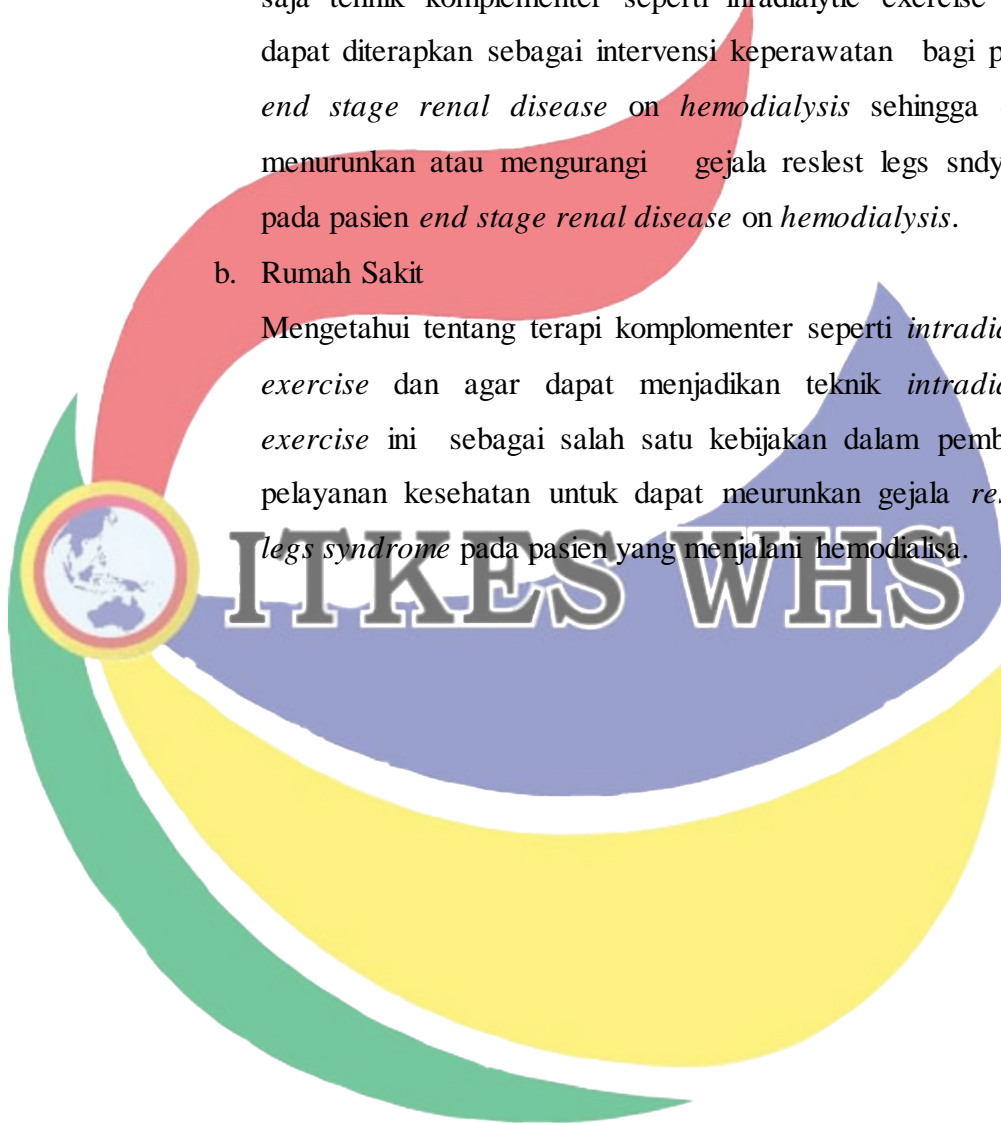 saja tehnik komplementer seperti intradialytic exercise
dapat diterapkan sebagai intervensi keperawatan bagi p
end stage renal disease on hemodialysis sehingga
menurunkan atau mengurangi gejala reslest legs sndy
pada pasien end stage renal disease on hemodialysis.
b. Rumah Sakit
Mengetahui tentang terapi komplomenter seperti intradia
exercise dan agar dapat menjadikan teknik intradia
exercise ini sebagai salah satu kebijakan dalam pemb
pelayanan kesehatan untuk dapat meurunkan gejala res
legs syndrome pada pasien yang menjalani hemodialisa.
ITKES WHS